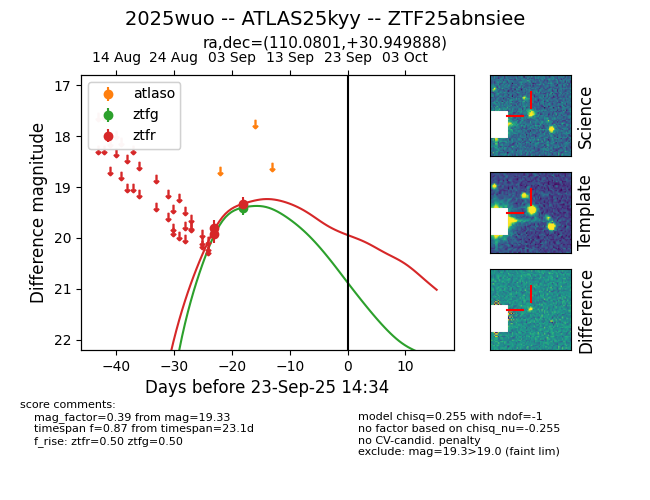 2025wuo -- ATLAS25kyy -- ZTF25abnsiee
ra,dec=(110.0801,+30.949888)
14 Aug 24 Aug 03 Sep 13 Sep 23 Sep 03 Oct
atlaso
ztfg
ztfr
17
18
19
20
21
22
Difference magnitude
−40 −30 −20 −10 0 10
Days before 23-Sep-25 14:34
Science
Template
Difference
score comments:
mag_factor=0.39 from mag=19.33
timespan f=0.87 from timespan=23.1d
f_rise: ztfr=0.50 ztfg=0.50
model chisq=0.255 with ndof=-1
no factor based on chisq_nu=-0.255
no CV-candid. penalty
exclude: mag=19.3>19.0 (faint lim)